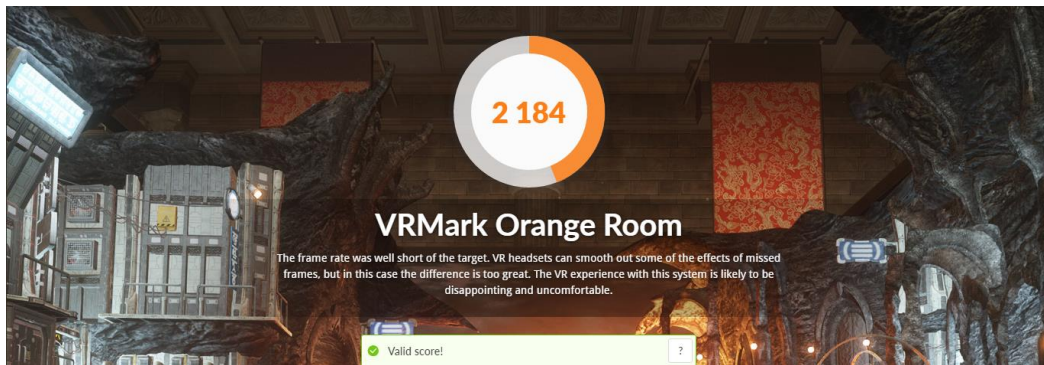 2 184
VRMark Orange Room
The frame rate was well short of the target. VR headsets can smooth out some of the effects of missed
frames, but in this case the difference is too great. The VR experience with this system is likely to be
disappointing and uncomfortable.
Valid score!
?